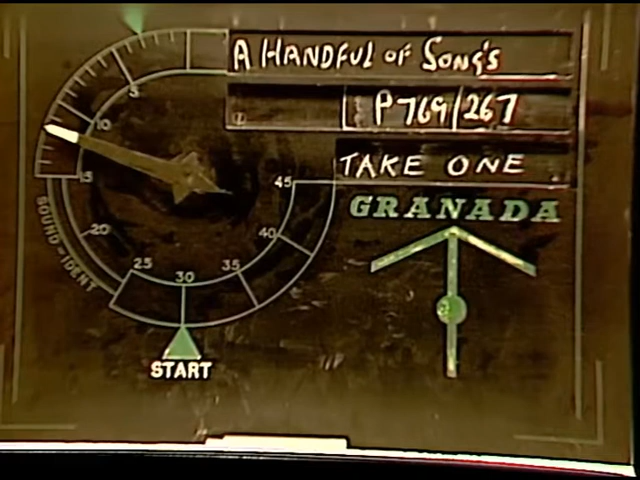 A HANDFUL OF SONG'S
P769/267
TAKE ONE
GRANADA
5
10
15
20
25
30
35
40
45
SOUND-IDENT
START